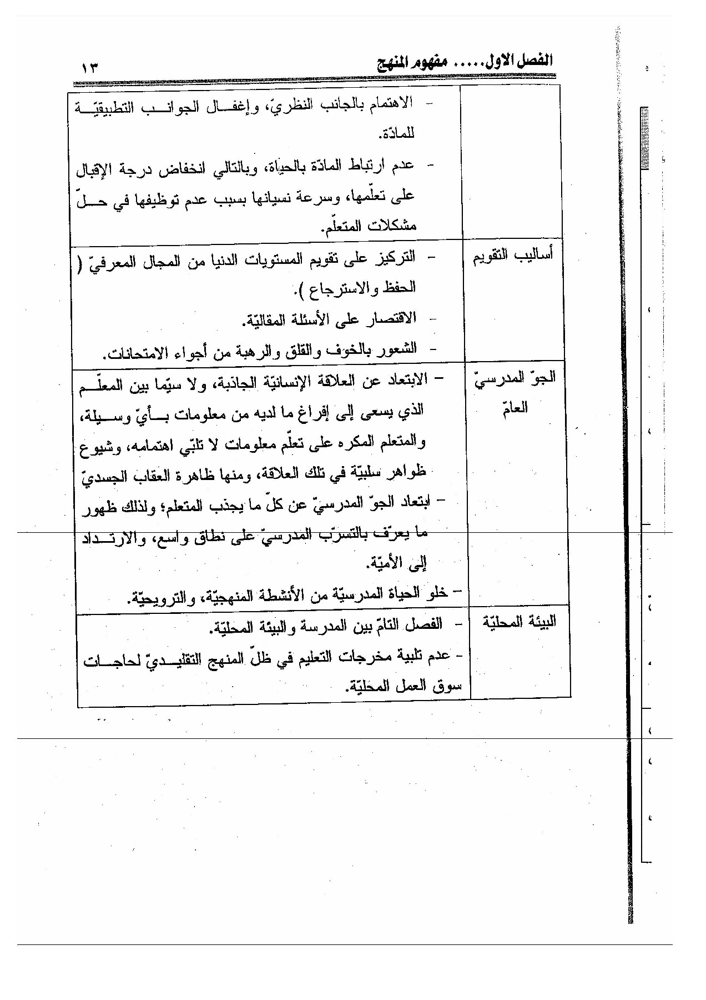 الفصل الاول..... مفهوم المنهج ١٣
- الاهتمام بالجانب النظريّ، وإغفال الجوانب التطبيقيّة
للمادّة.
- عدم ارتباط المادّة بالحياة، وبالتالي انخفاض درجة الإقبال
على تعلّمها، وسرعة نسيانها بسبب عدم توظيفها في حلّ
مشكلات المتعلّم.
أساليب التقويم
- التركيز على تقويم المستويات الدنيا من المجال المعرفيّ (
الحفظ والاسترجاع ).
- الاقتصار على الأسئلة المقاليّة.
- الشعور بالخوف والقلق والرهبة من أجواء الامتحانات.
الجوّ المدرسيّ
العامّ
- الابتعاد عن العلاقة الإنسانيّة الجاذبة، ولا سيّما بين المعلّم
الذي يسعى إلى إفراغ ما لديه من معلومات بأيّ وسيلة،
والمتعلم المكره على تعلّم معلومات لا تلبّي اهتمامه، وشيوع
ظواهر سلبيّة في تلك العلاقة، ومنها ظاهرة العقاب الجسديّ
- ابتعاد الجوّ المدرسيّ عن كلّ ما يجذب المتعلم؛ ولذلك ظهور
ما يعرّف بالتسرّب المدرسيّ على نطاق واسع، والارتداد
إلى الأميّة.
- خلو الحياة المدرسيّة من الأنشطة المنهجيّة، والترويحيّة.
البيئة المحليّة
- الفصل التامّ بين المدرسة والبيئة المحليّة.
- عدم تلبية مخرجات التعليم في ظلّ المنهج التقليديّ لحاجات
سوق العمل المحليّة.